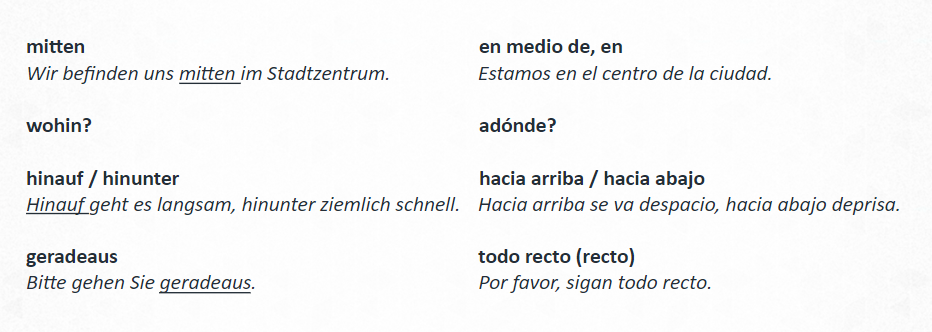 mitten
en medio de, en
Wir befinden uns mitten im Stadtzentrum.
Estamos en el centro de la ciudad.
wohin?
adónde?
hinauf / hinunter
hacia arriba / hacia abajo
Hinauf geht es langsam, hinunter ziemlich schnell.
Hacia arriba se va despacio, hacia abajo deprisa.
geradeaus
todo recto (recto)
Bitte gehen Sie geradeaus.
Por favor, sigan todo recto.